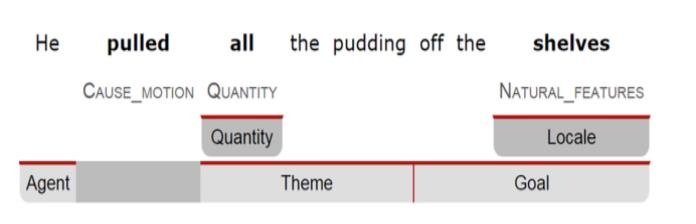 He pulled all the pudding off the shelves
CAUSE_MOTION QUANTITY NATURAL_FEATURES
Quantity Locale
Agent Theme Goal